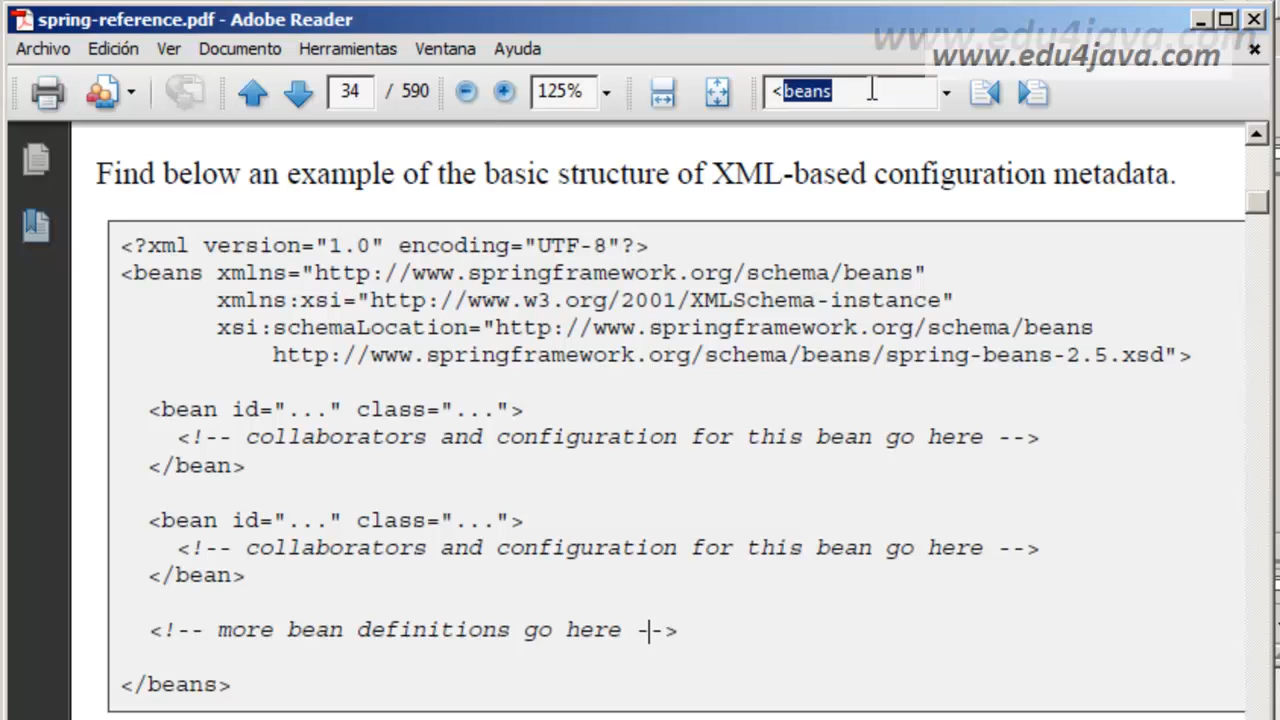 spring-reference.pdf - Adobe Reader
www.edu4java.com
Archivo Edición Ver Documento Herramientas Ventana Ayuda
www.edu4java.com
34 / 590 125% <beans
Find below an example of the basic structure of XML-based configuration metadata.
<?xml version="1.0" encoding="UTF-8"?>
<beans xmlns="http://www.springframework.org/schema/beans"
xmlns:xsi="http://www.w3.org/2001/XMLSchema-instance"
xsi:schemaLocation="http://www.springframework.org/schema/beans
http://www.springframework.org/schema/beans/spring-beans-2.5.xsd">
<bean id="..." class="...">
<!-- collaborators and configuration for this bean go here -->
</bean>
<bean id="..." class="...">
<!-- collaborators and configuration for this bean go here -->
</bean>
<!-- more bean definitions go here -->
</beans>